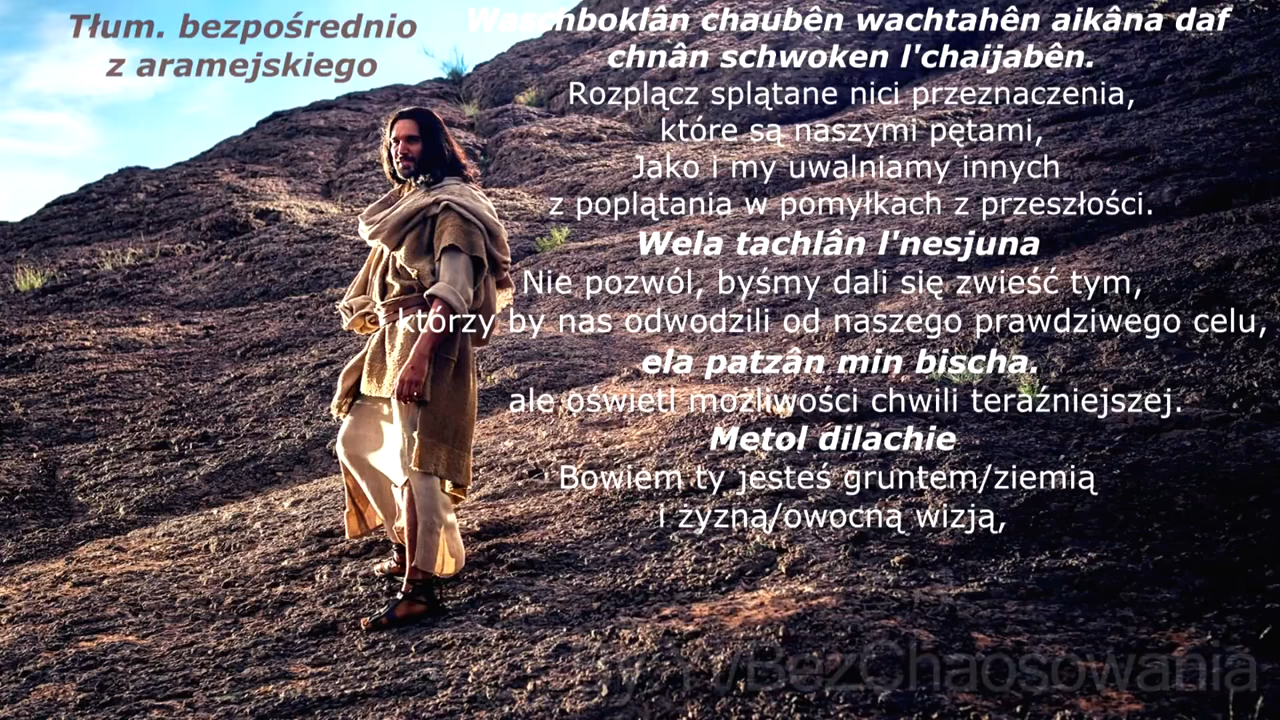 Tłum. bezpośrednio
z aramejskiego
Waschboklân chaubên wachtahên aikâna daf
chnân schwoken l'chaijabên.
Rozplącz splątane nici przeznaczenia,
które są naszymi pętami,
Jako i my uwalniamy innych
z poplątania w pomyłkach z przeszłości.
Wela tachlân l'nesjuna
Nie pozwól, byśmy dali się zwieść tym,
i którzy by nas odwodzili od naszego prawdziwego celu,
ela patzân min bischa.
ale oświetl możliwości chwili teraźniejszej.
Metol dilachie
Bowiem ty jesteś gruntem/ziemią
i żyzną/owocną wizją,
by TVBezChaosowania